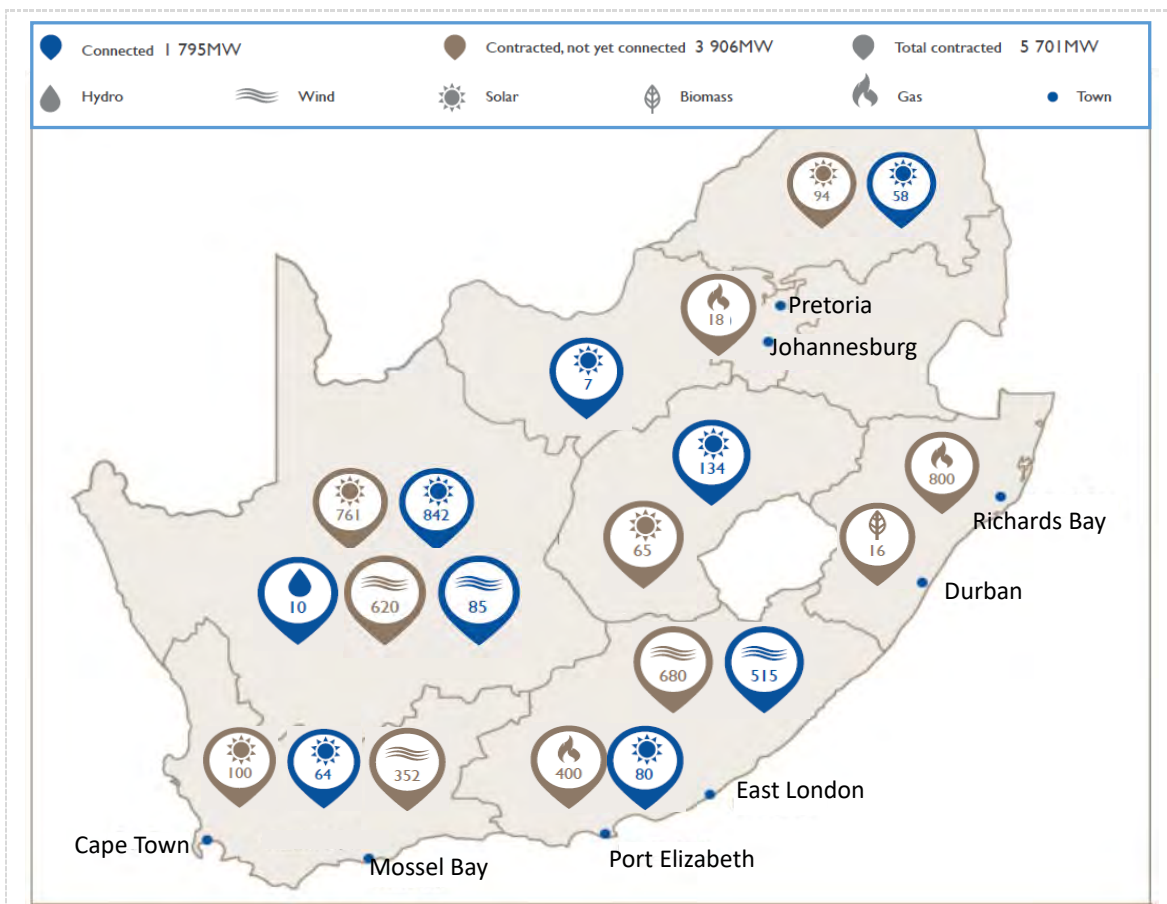 Connected 1 795MW Contracted, not yet connected 3 906MW Total contracted 5 701MW
Hydro Wind Solar Biomass Gas Town
94 58
Pretoria
18
Johannesburg
7
134
800
761 842
Richards Bay
65 16
Durban
10 620 85
680 515
100 64 352 400 80
East London
Cape Town
Port Elizabeth
Mossel Bay